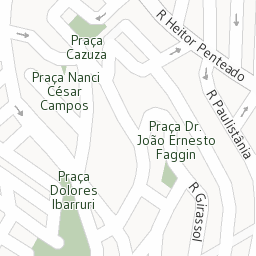 R Heitor Penteado
Praça
Cazuza
Praça Nanci
César
Campos
R Paulistânia
Praça Dr.
João Ernesto
Faggin
Praça
Dolores
Ibarruri
R Girassol